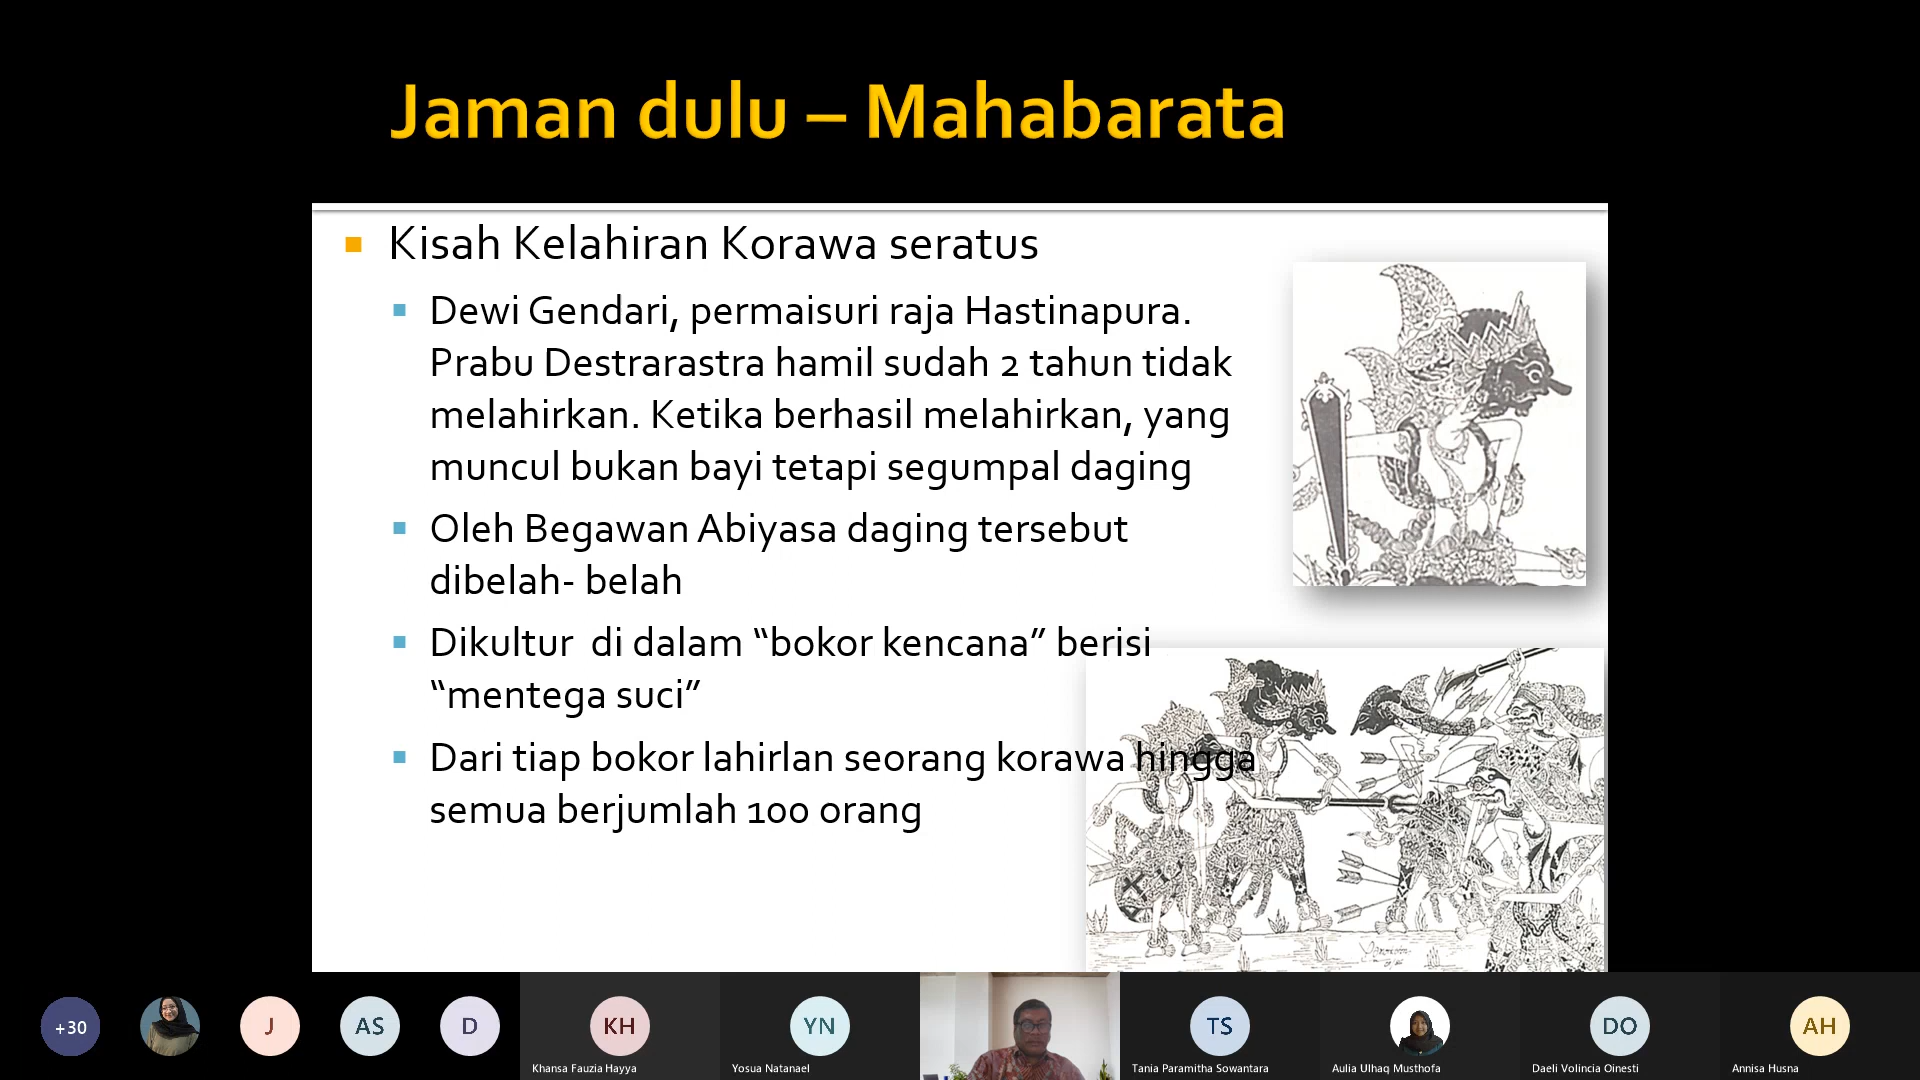 Jaman dulu – Mahabarata
Kisah Kelahiran Korawa seratus
Dewi Gendari, permaisuri raja Hastinapura.
Prabu Destrarastra hamil sudah 2 tahun tidak
melahirkan. Ketika berhasil melahirkan, yang
muncul bukan bayi tetapi segumpal daging
Oleh Begawan Abiyasa daging tersebut
dibelah- belah
Dikultur di dalam “bokor kencana” berisi
“mentega suci”
Dari tiap bokor lahirlan seorang korawa hingga
semua berjumlah 100 orang
+30
J
AS
D
KH
YN
TS
DO
AH
Khansa Fauzia Hayya
Yosua Natanael
Tania Paramitha Sowantara
Aulia Ulhaq Musthofa
Daeli Volincia Oinesti
Annisa Husna